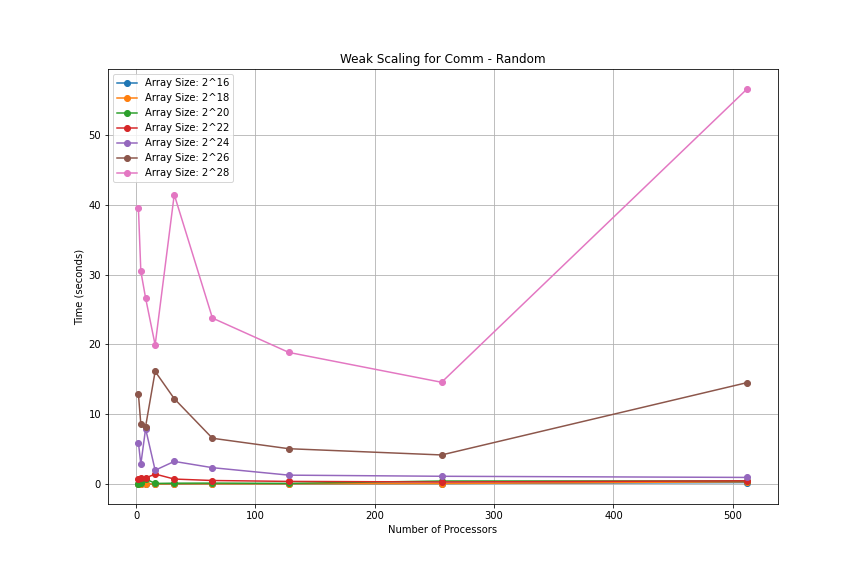 Weak Scaling for Comm - Random
Array Size: 2^16
Array Size: 2^18
Array Size: 2^20
Array Size: 2^22
Array Size: 2^24
Array Size: 2^26
Array Size: 2^28
Time (seconds)
50
40
30
20
10
0
0 100 200 300 400 500
Number of Processors